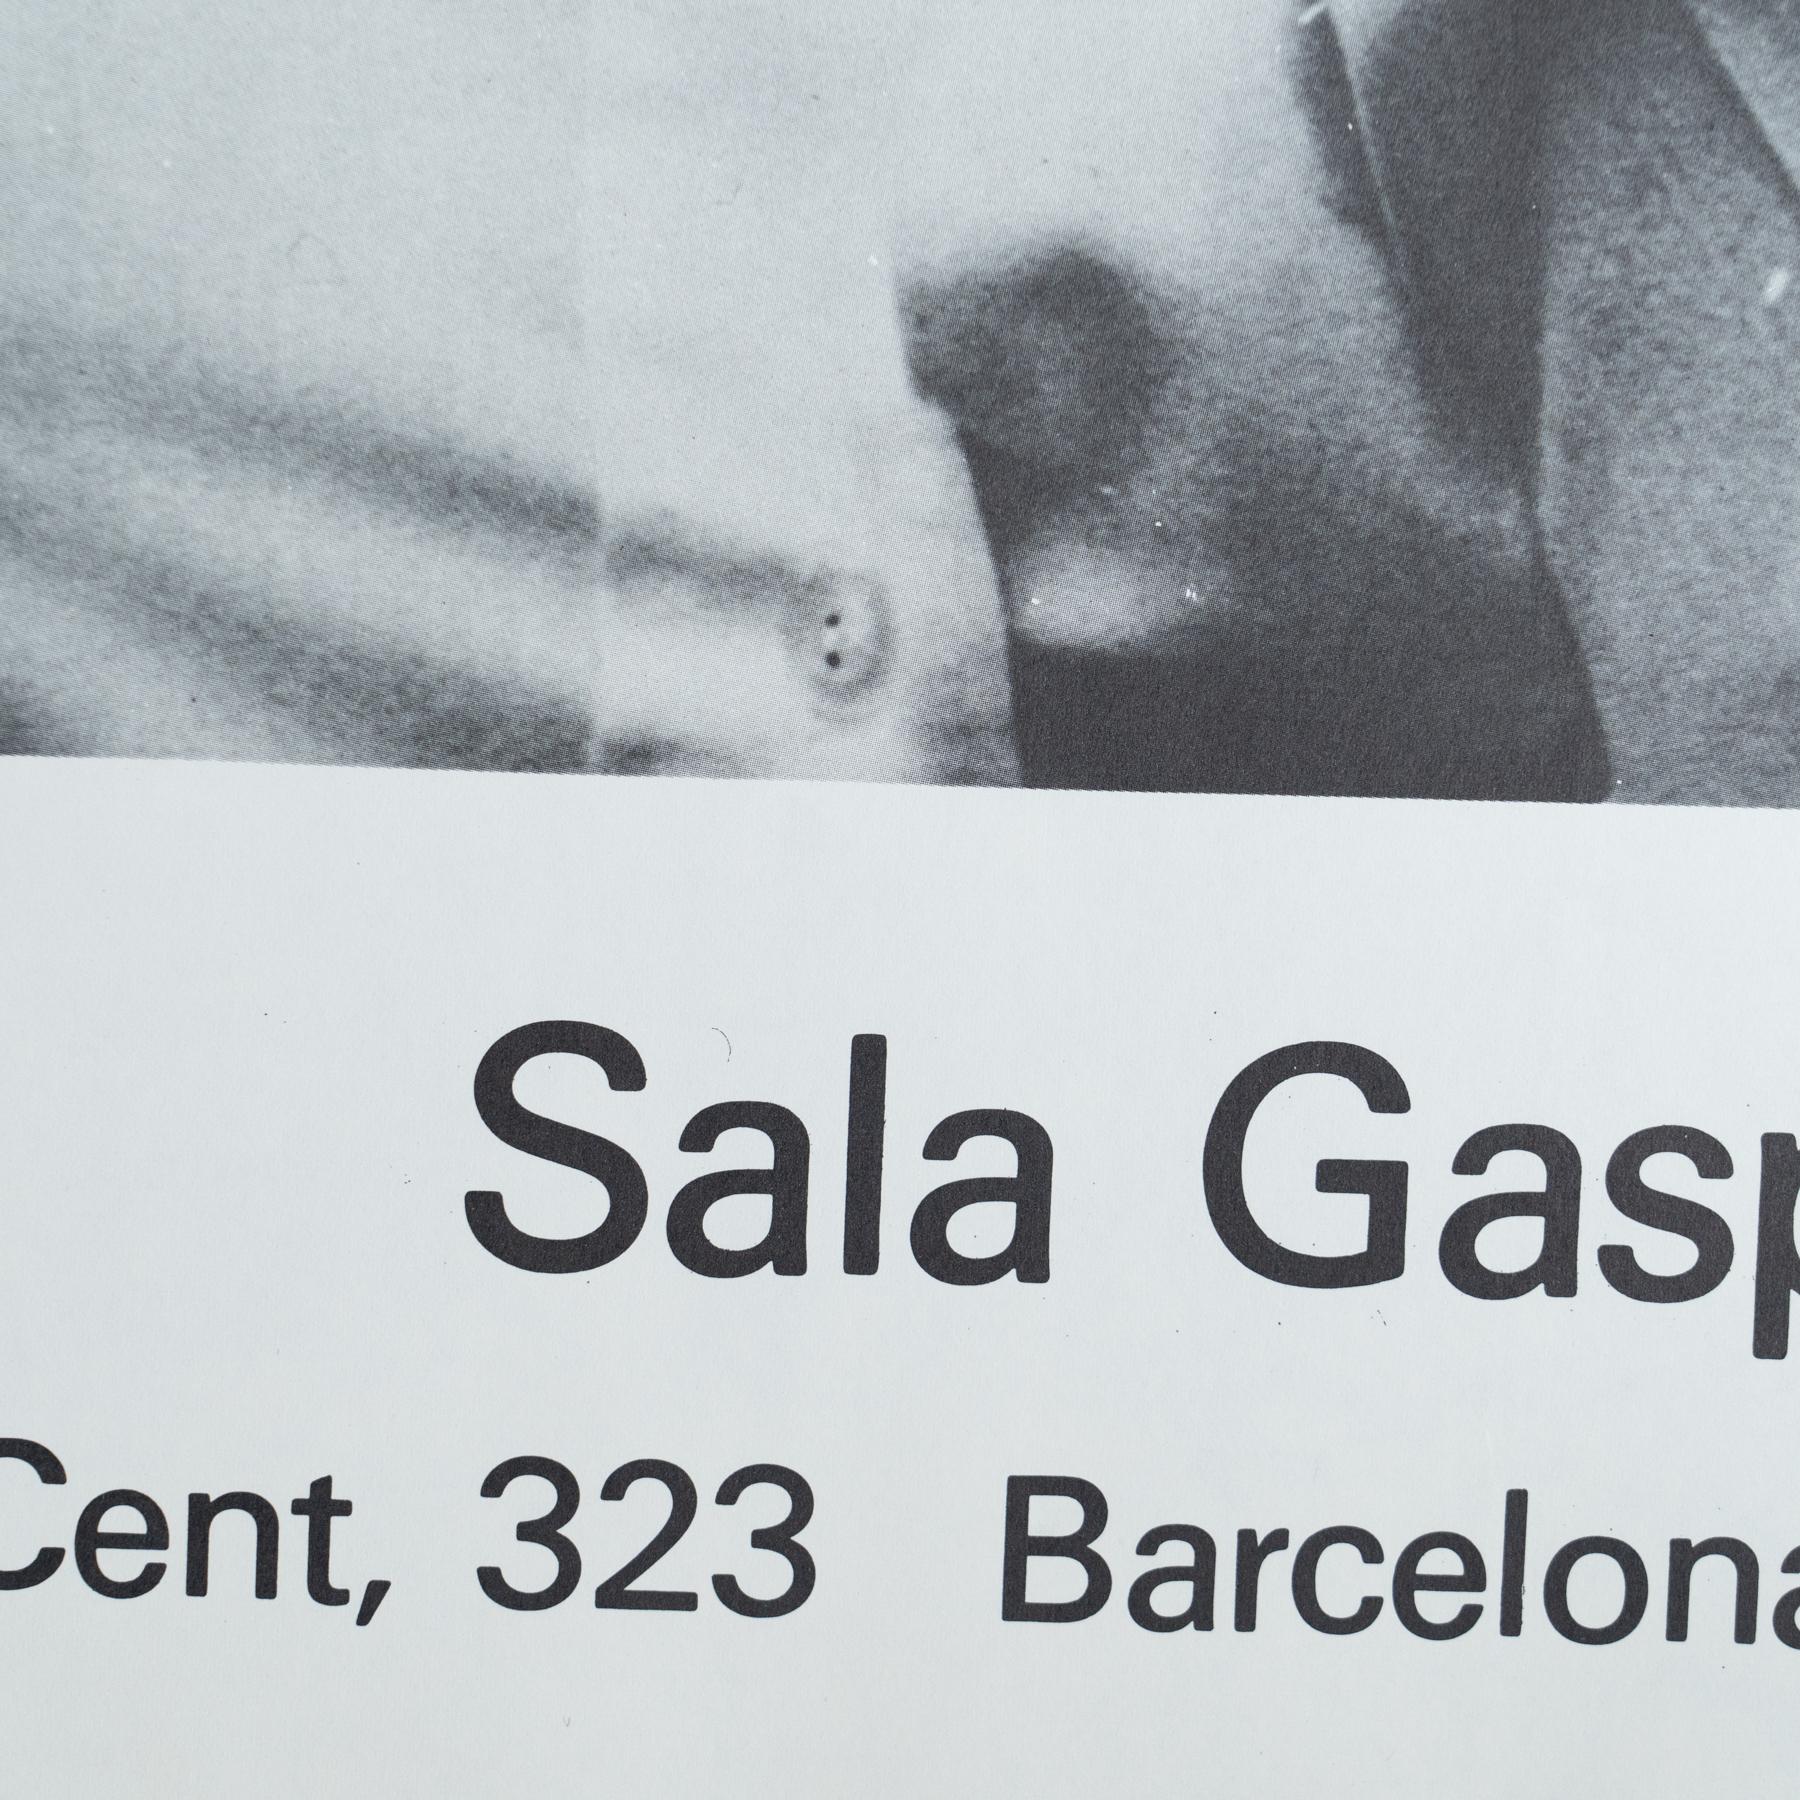 Sala Gasp
Cent, 323 Barcelona